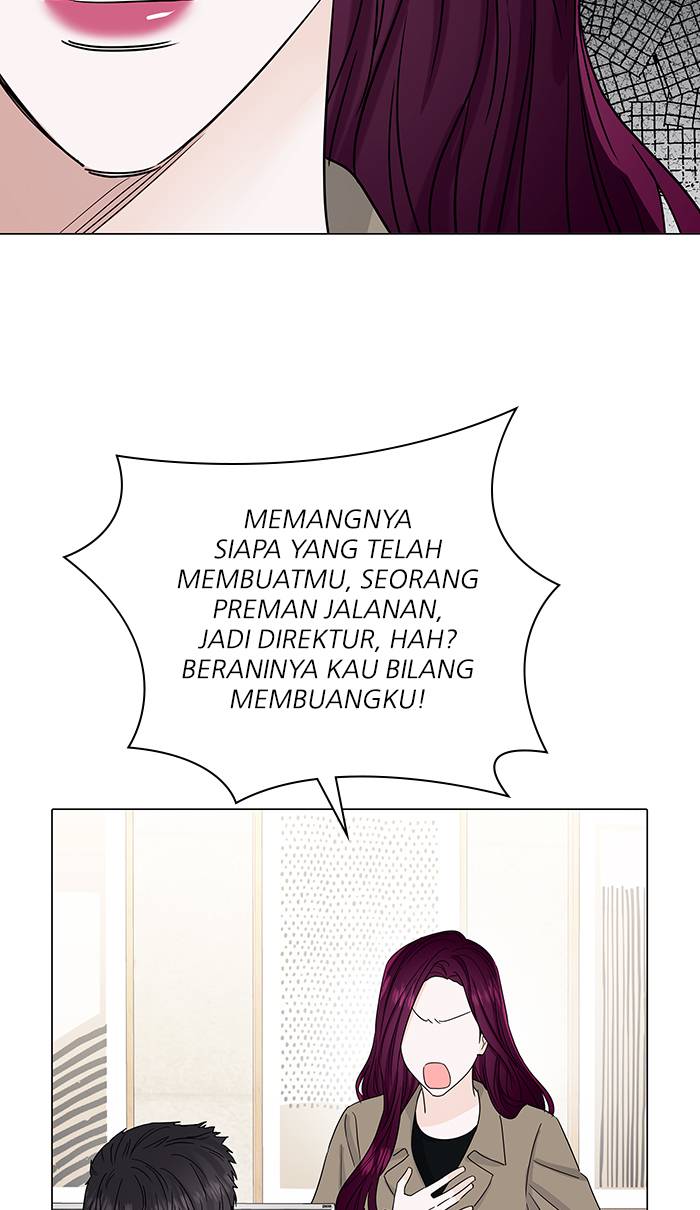 MEMANGNYA
SIAPA YANG TELAH
MEMBUATMU, SEORANG
PREMAN JALANAN,
JADI DIREKTUR, HAH?
BERANINYA KAU BILANG
MEMBUANGKU!